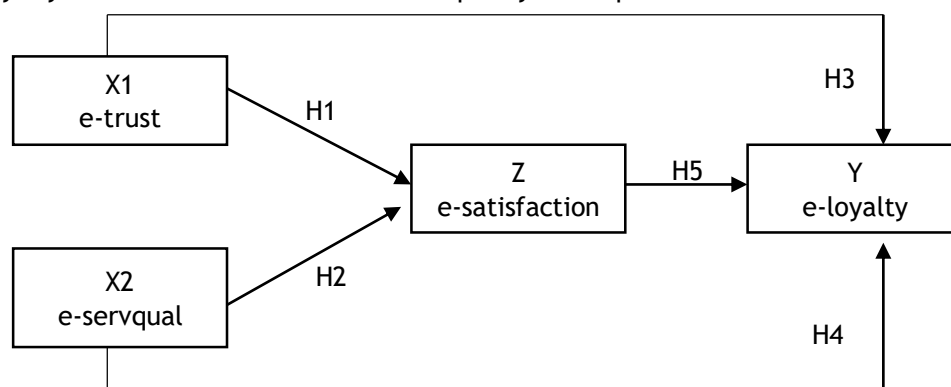 X1
e-trust
H1
H3
Z
e-satisfaction
H5
Y
e-loyalty
X2
e-servqual
H2
H4